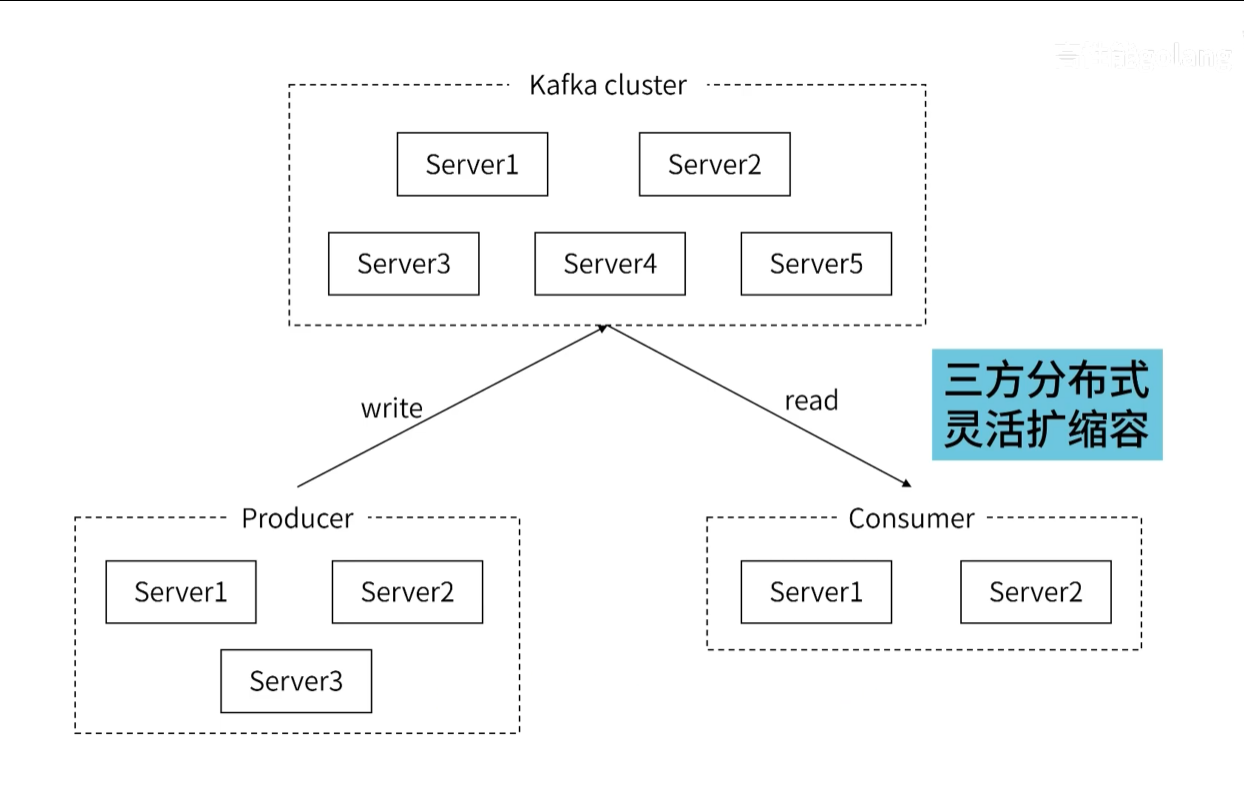 Kafka cluster
Server1
Server2
Server3
Server4
Server5
write
read
三方分布式
灵活扩缩容
Producer
Consumer
Server1
Server2
Server1
Server2
Server3